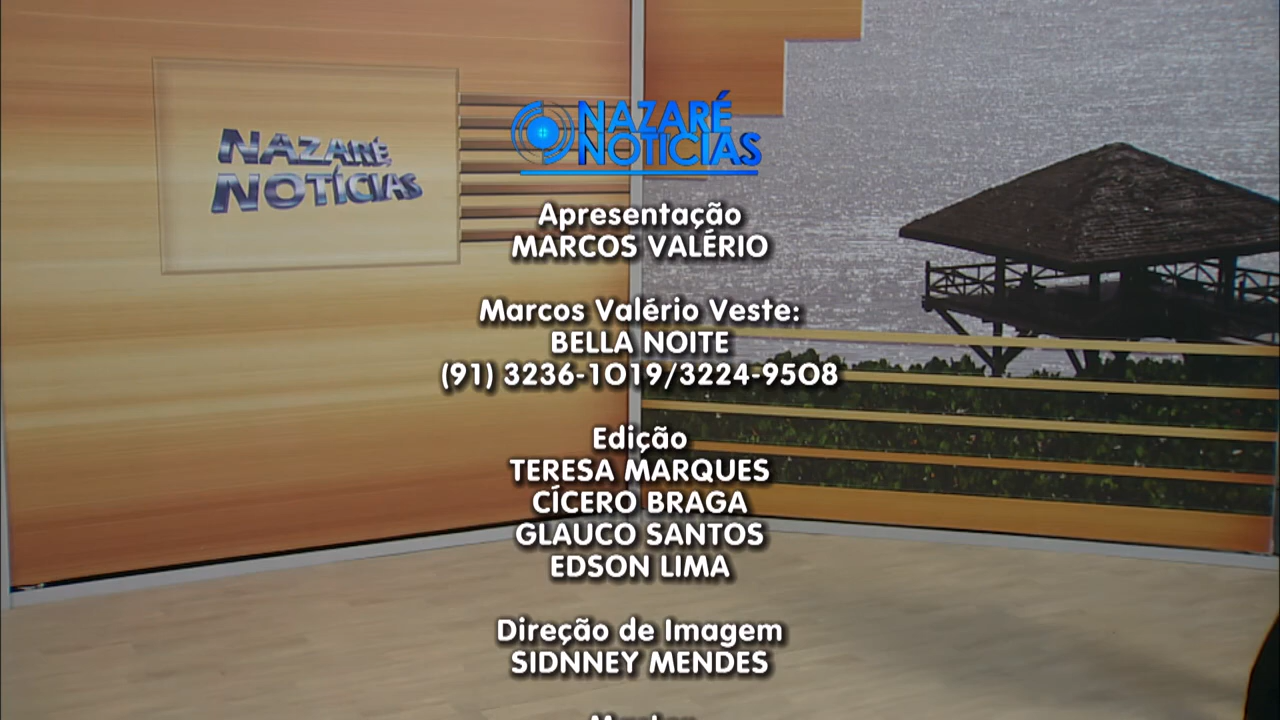 NAZARÉ
NOTÍCIAS
NAZARÉ
NOTÍCIAS
Apresentação
MARCOS VALÉRIO
Marcos Valério Veste:
BELLA NOITE
(91) 3236-1019/3224-9508
Edição
TERESA MARQUES
CÍCERO BRAGA
GLAUCO SANTOS
EDSON LIMA
Direção de Imagem
SIDNNEY MENDES